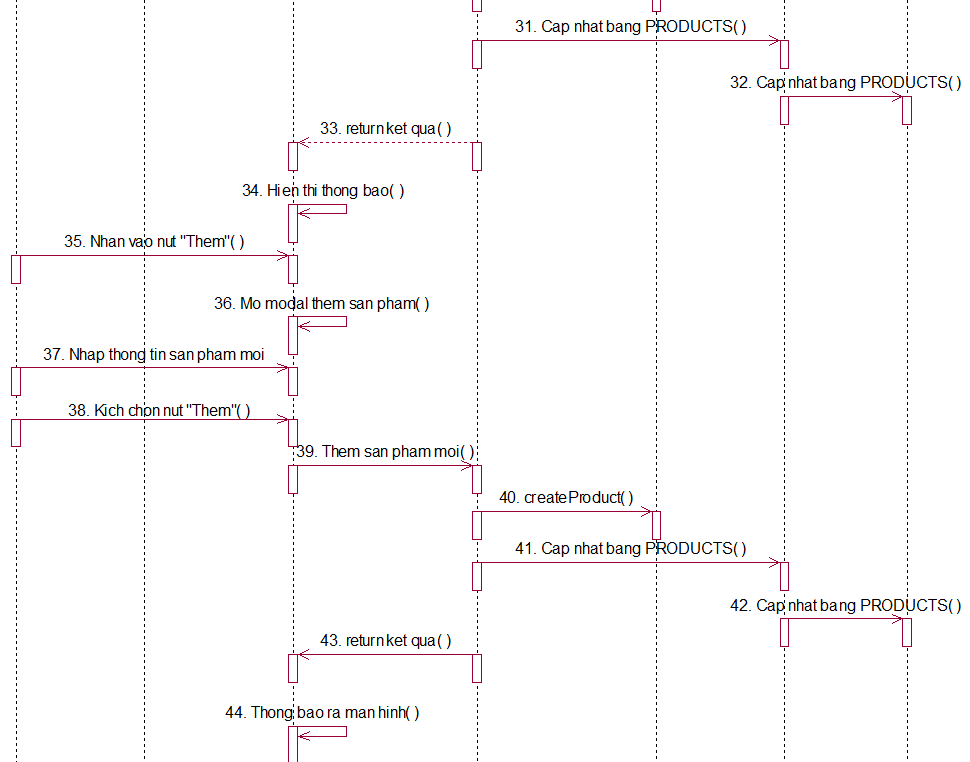 31. Cap nhat bang PRODUCTS( )
32. Cap nhat bang PRODUCTS( )
33. return ket qua( )
34. Hien thi thong bao( )
35. Nhan vao nut "Them"( )
36. Mo modal them san pham( )
37. Nhap thong tin san pham moi
38. Kich chon nut "Them"( )
39. Them san pham moi( )
40. createProduct( )
41. Cap nhat bang PRODUCTS( )
42. Cap nhat bang PRODUCTS( )
43. return ket qua( )
44. Thong bao ra man hinh( )